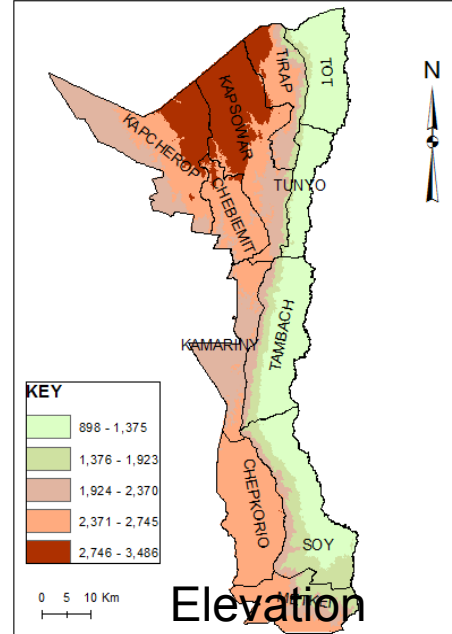 TIRAP
TOT
N
KAPSOWAR
KAPCHEROP
CHEBIEMIT
TUNYO
TAMBACH
KAMARINY
KEY
898 - 1,375
1,376 - 1,923
1,924 - 2,370
2,371 - 2,745
2,746 - 3,486
CHEPKORIO
SOY
0 5 10 Km
Elevation